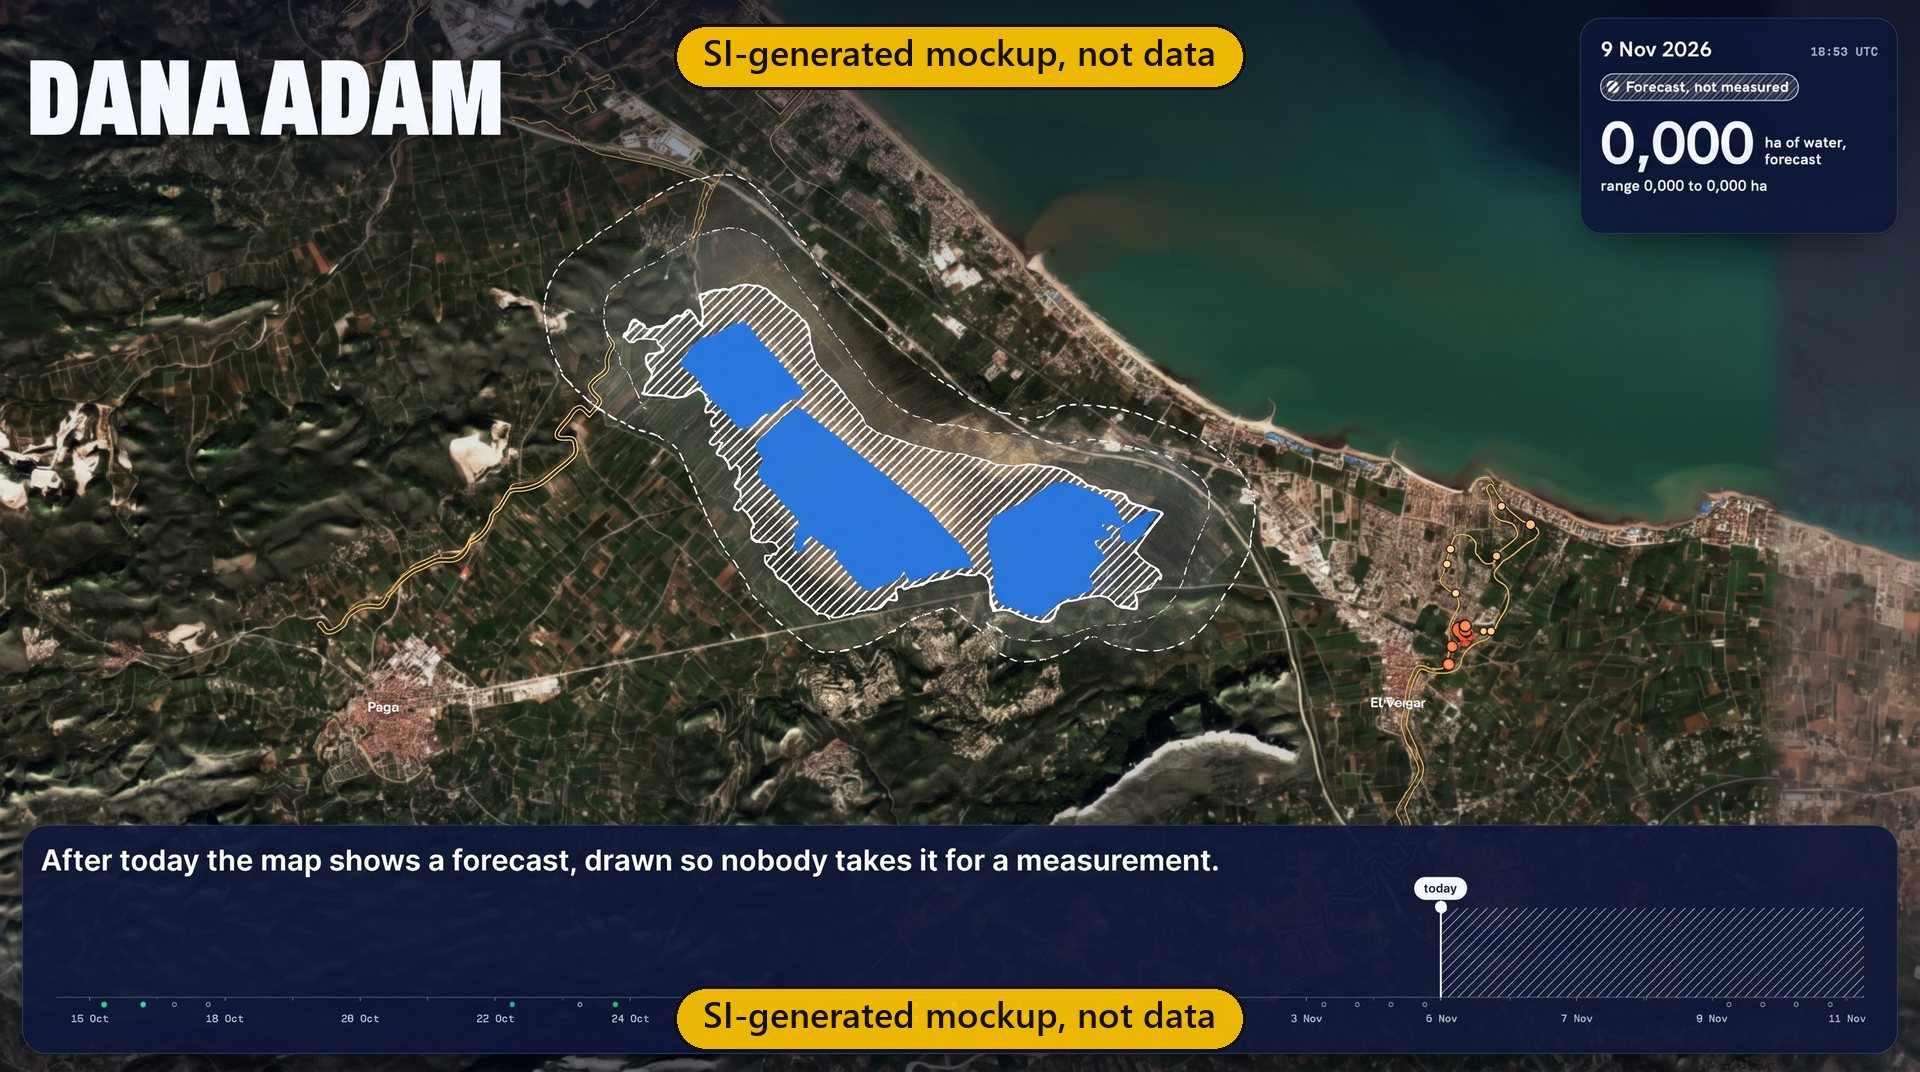 SI-generated mockup, not data
DANA ADAM
9 Nov 2026
18:53 UTC
Forecast, not measured
0,000
ha of water,
forecast
range 0,000 to 0,000 ha
Paga
El Veigar
After today the map shows a forecast, drawn so nobody takes it for a measurement.
today
SI-generated mockup, not data
15 Oct
18 Oct
20 Oct
22 Oct
24 Oct
3 Nov
6 Nov
7 Nov
9 Nov
11 Nov